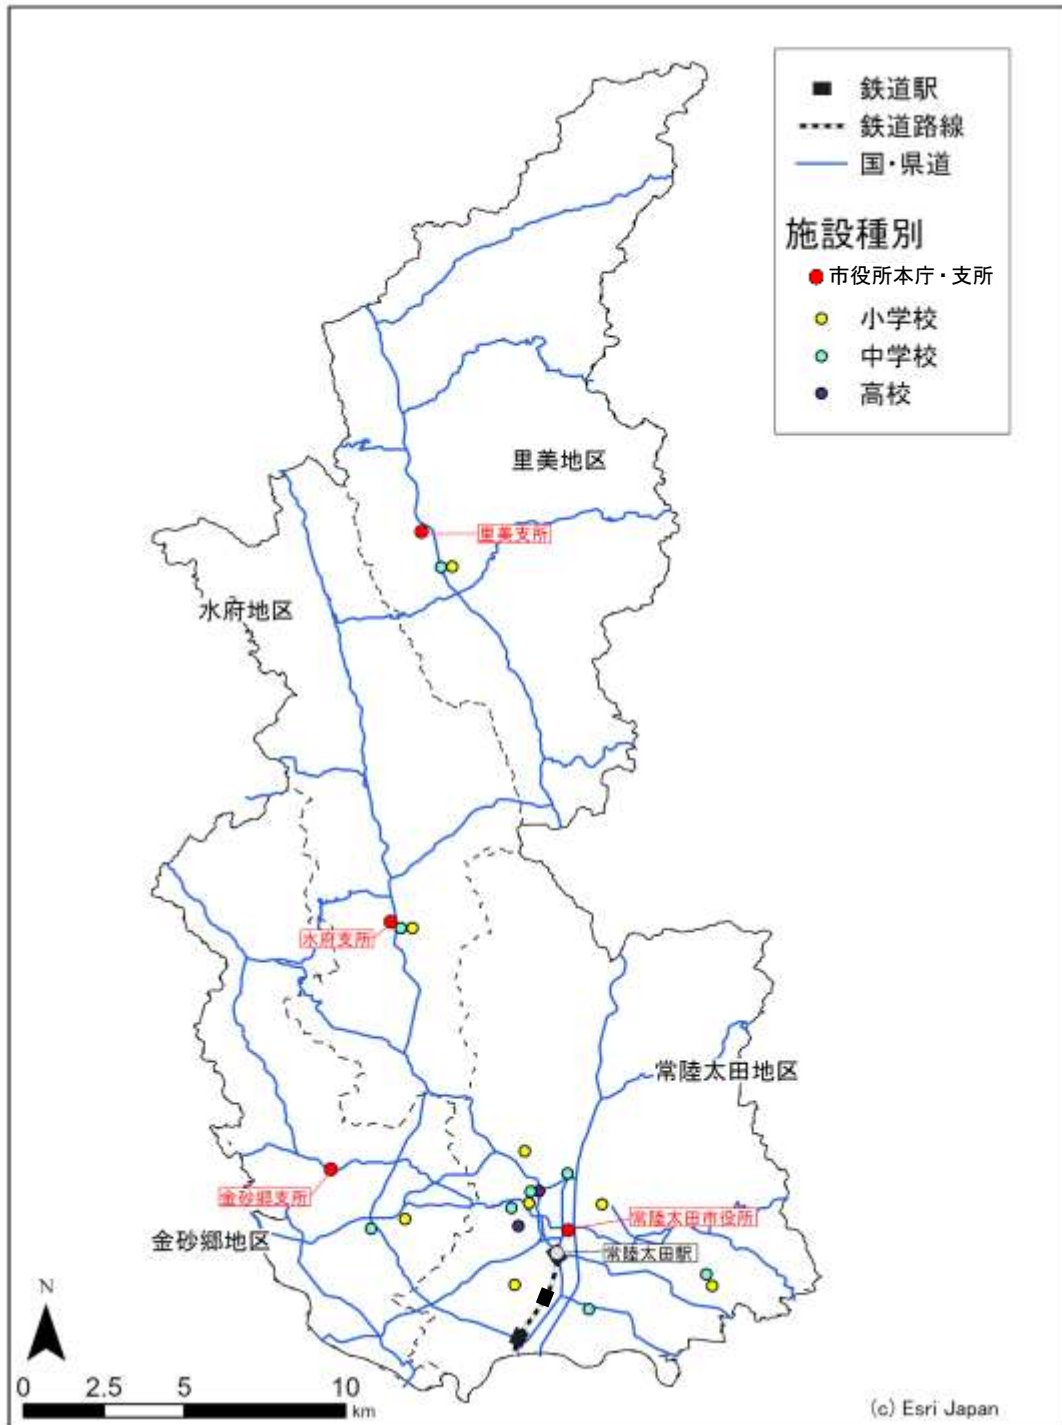 鉄道駅
鉄道路線
国・県道
施設種別
市役所本庁・支所
小学校
中学校
高校
里美地区
里美支所
水府地区
水府支所
常陸太田地区
金砂郷支所
常陸太田市役所
金砂郷地区
常陸太田駅
N
0 2.5 5 10
km
(c) Esri Japan